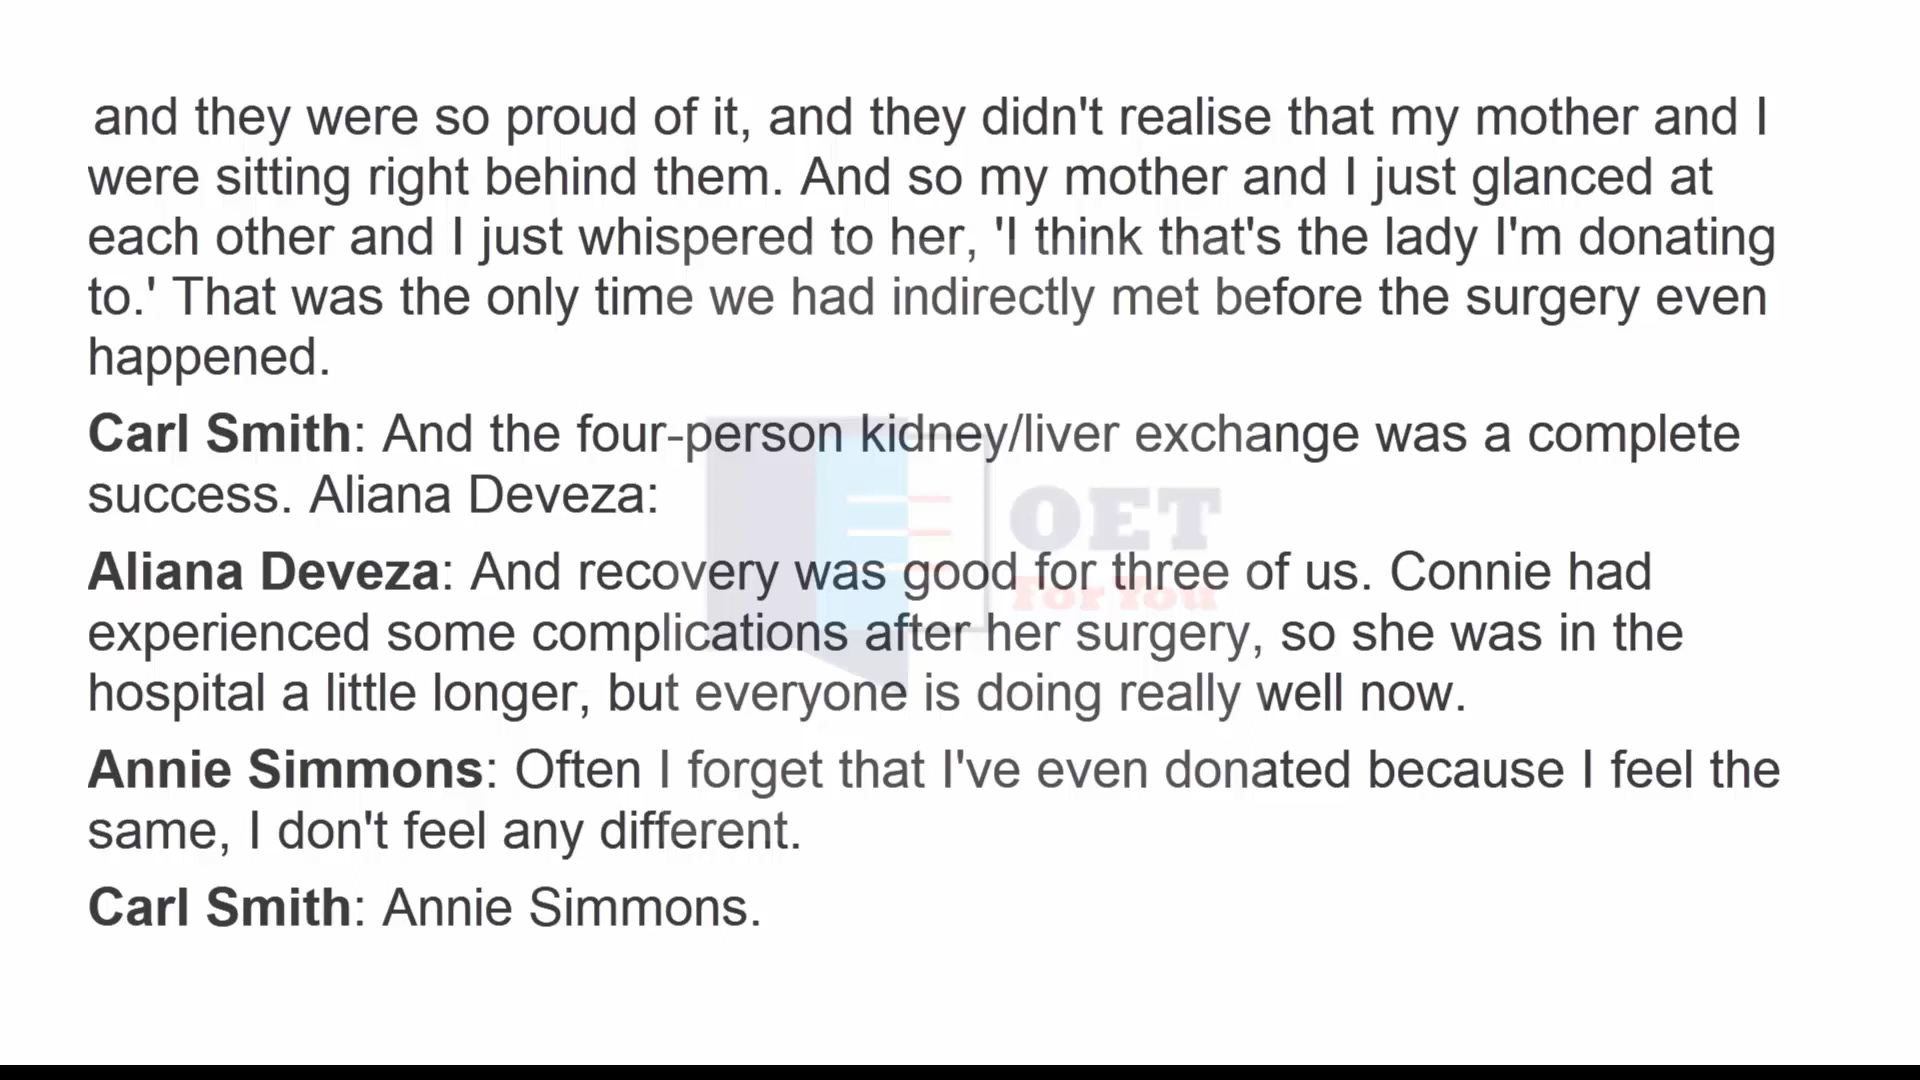 and they were so proud of it, and they didn't realise that my mother and I
were sitting right behind them. And so my mother and I just glanced at
each other and I just whispered to her, 'I think that's the lady I'm donating
to.' That was the only time we had indirectly met before the surgery even
happened.
Carl Smith: And the four-person kidney/liver exchange was a complete
success. Aliana Deveza:
OET
Aliana Deveza: And recovery was good for three of us. Connie had
For You
experienced some complications after her surgery, so she was in the
hospital a little longer, but everyone is doing really well now.
Annie Simmons: Often I forget that I've even donated because I feel the
same, I don't feel any different.
Carl Smith: Annie Simmons.